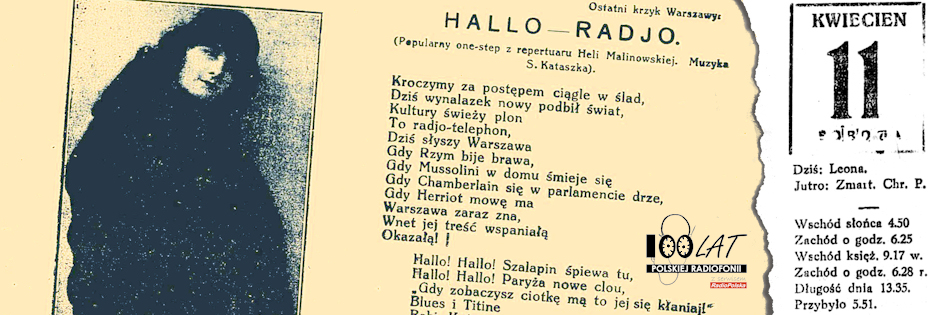 Ostatni krzyk Warszawy:
HALLO — RADJO.
(Popularny one-step z repertuaru Heli Malinowskiej. Muzyka
S. Kataszka).
Kroczymy za postępem ciągle w ślad,
Dziś wynalazek nowy podbił świat,
Kultury świeży plon
To radjo-telephon,
Dziś słyszy Warszawa
Gdy Rzym bije brawa,
Gdy Mussolini w domu śmieje się
Gdy Chamberlain się w parlamencie drze,
Gdy Herriot mowę ma
Warszawa zaraz zna,
Wnet jej treść wspaniałą
Okazałą!
Hallo! Hallo! Szalapin śpiewa tu,
Hallo! Hallo! Paryża nowe clou,
„Gdy zobaczysz ciotkę mą to jej się kłaniaj!"
Blues i Titine
100 LAT
POLSKIEJ RADIOFONII
RadioPolska
KWIECIEN
11
SOBOTA
Dziś: Leona.
Jutro: Zmart. Chr. P.
Wschód słońca 4.50
Zachód o godz. 6.25
Wschód księż. 9.17 w.
Zachód o godz. 6.28 r.
Długość dnia 13.35.
Przybyło 5.51.